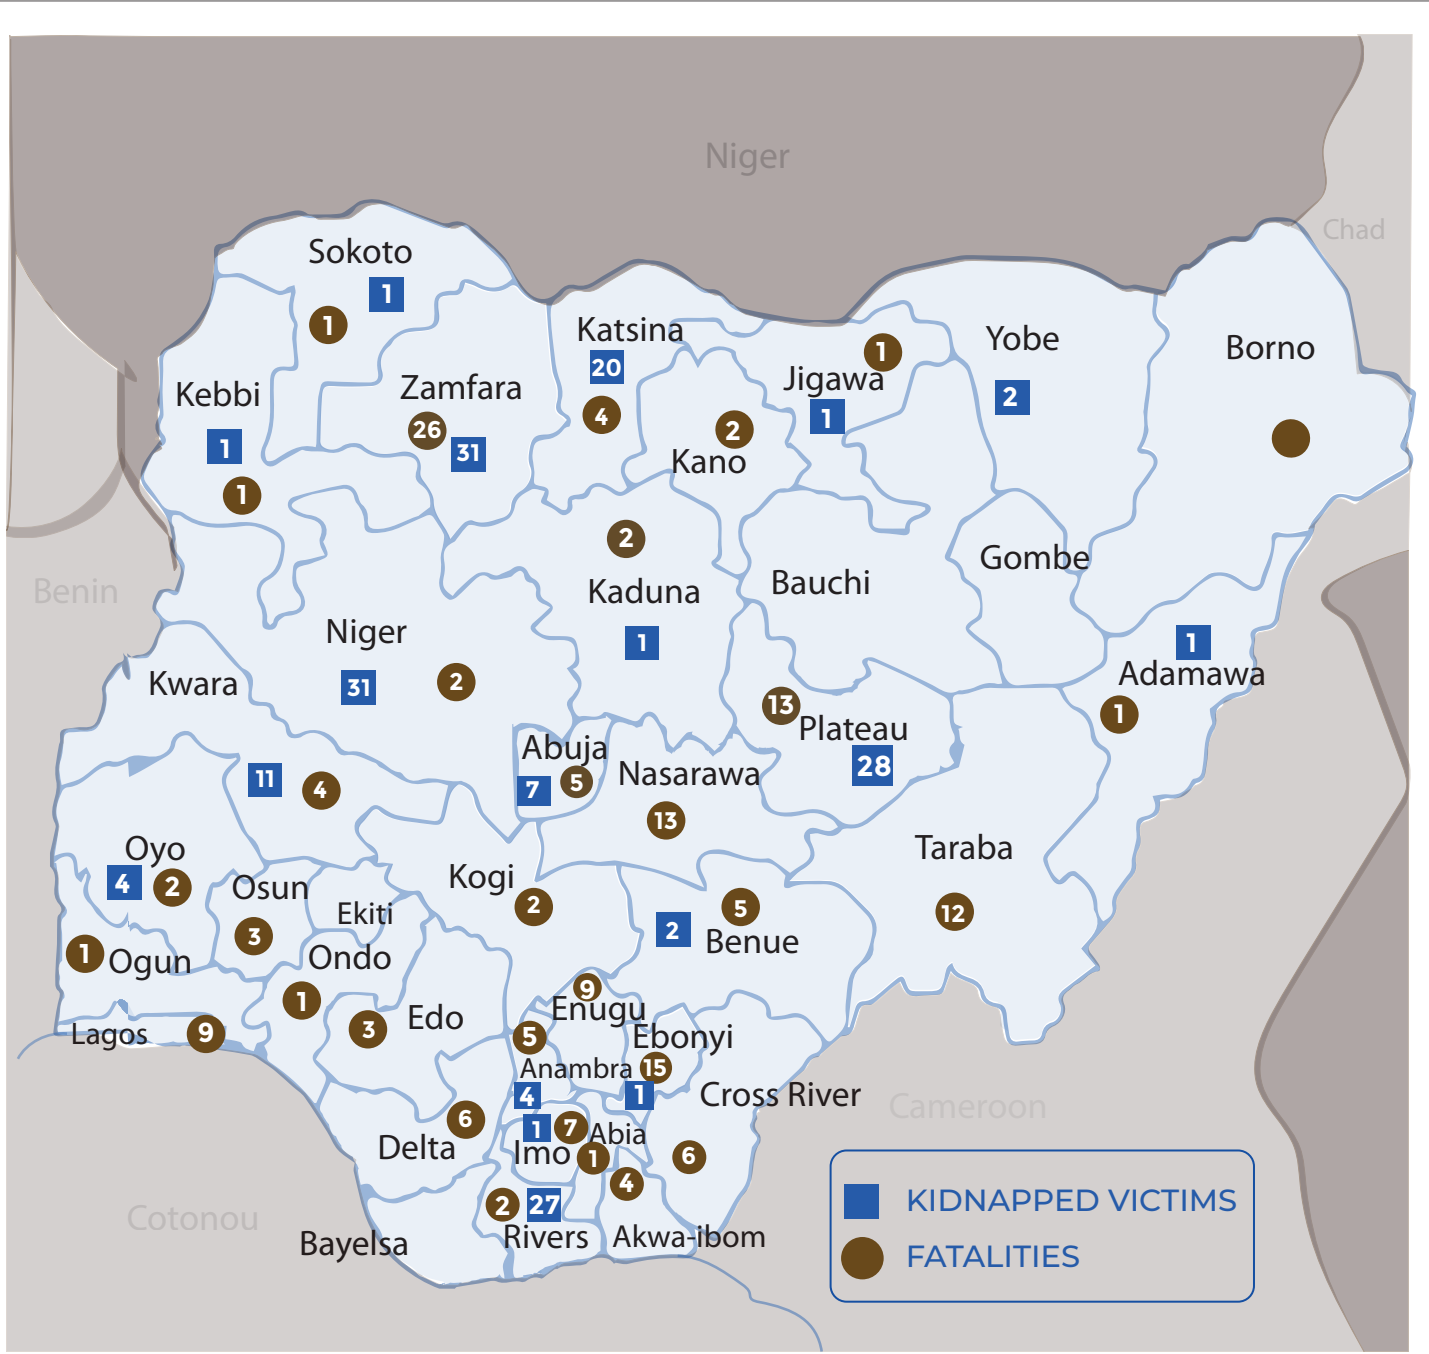 Niger
Chad
Sokoto
1
1
Katsina
20
4
Yobe
2
Borno
1
Jigawa
1
Kebbi
1
1
Zamfara
26
31
2
Kano
2
Kaduna
1
Bauchi
Gombe
Benin
Niger
31
2
Kwara
1
Adamawa
1
13
Plateau
28
Abuja
7
5
Nasarawa
13
11
4
Oyo
4
2
Osun
3
Ekiti
Kogi
2
Taraba
12
2
5
Benue
1
Ogun
Ondo
1
Edo
3
Lagos
9
9
Enugu
5
Ebonyi
Anambra
15
4
1
Cross River
Cameroon
6
Delta
1
7
Abia
Imo
1
6
4
2
27
Rivers
Akwa-ibom
Bayelsa
Cotonou
KIDNAPPED VICTIMS
FATALITIES